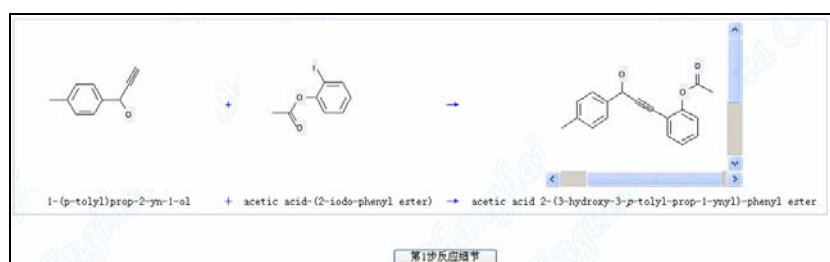 1-(p-tolyl)prop-2-yn-1-ol + acetic acid-(2-iodo-phenyl ester) → acetic acid 2-(3-hydroxy-3-p-tolyl-prop-1-ynyl)-phenyl ester
第1步反应细节